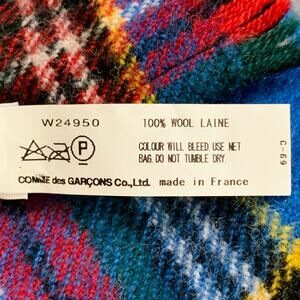 W24950
100% WOOL LAINE
P
COLOUR WILL BLEED USE NET
BAG. DO NOT TUMBLE DRY.
COMME des GARÇONS Co.,Ltd. made in France
C-69